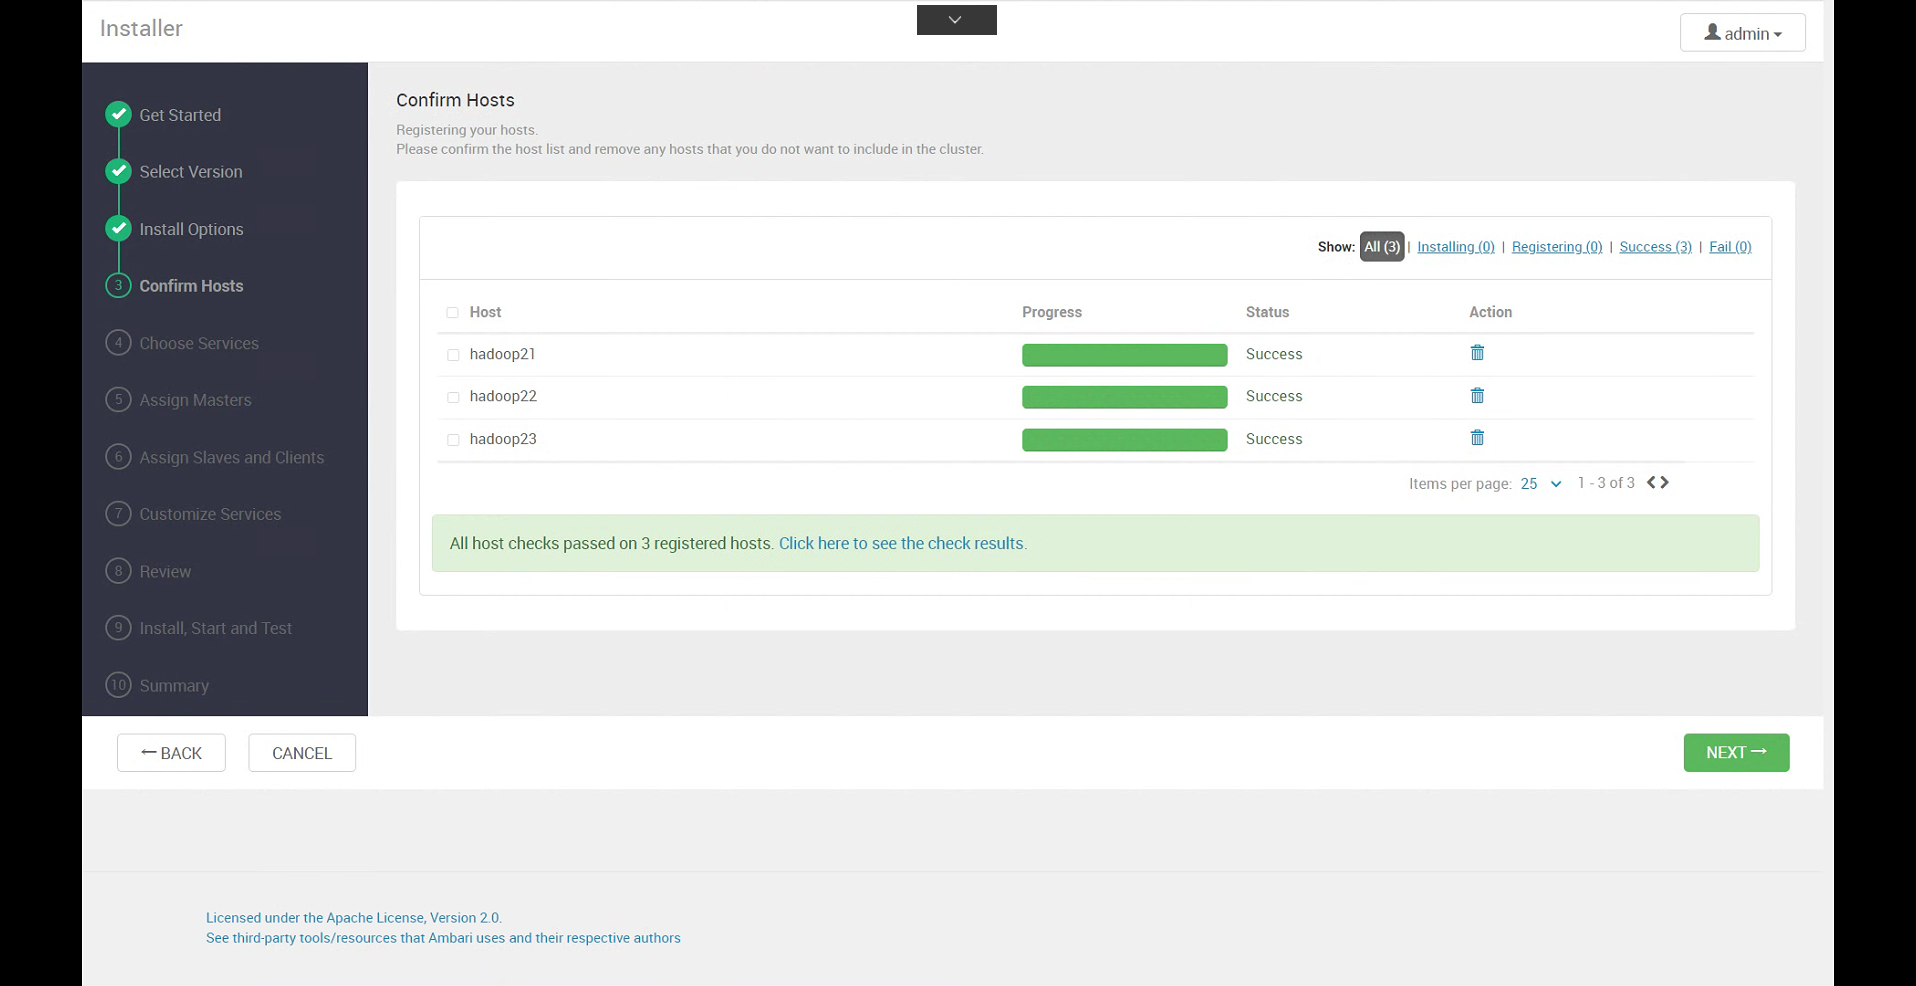 Installer
admin
Get Started
Select Version
Install Options
3 Confirm Hosts
4 Choose Services
5 Assign Masters
6 Assign Slaves and Clients
7 Customize Services
8 Review
9 Install, Start and Test
10 Summary
Confirm Hosts
Registering your hosts.
Please confirm the host list and remove any hosts that you do not want to include in the cluster.
Show: All (3) | Installing (0) | Registering (0) | Success (3) | Fail (0)
Host Progress Status Action
hadoop21 Success
hadoop22 Success
hadoop23 Success
Items per page: 25 1 - 3 of 3
All host checks passed on 3 registered hosts. Click here to see the check results.
← BACK CANCEL NEXT →
Licensed under the Apache License, Version 2.0.
See third-party tools/resources that Ambari uses and their respective authors